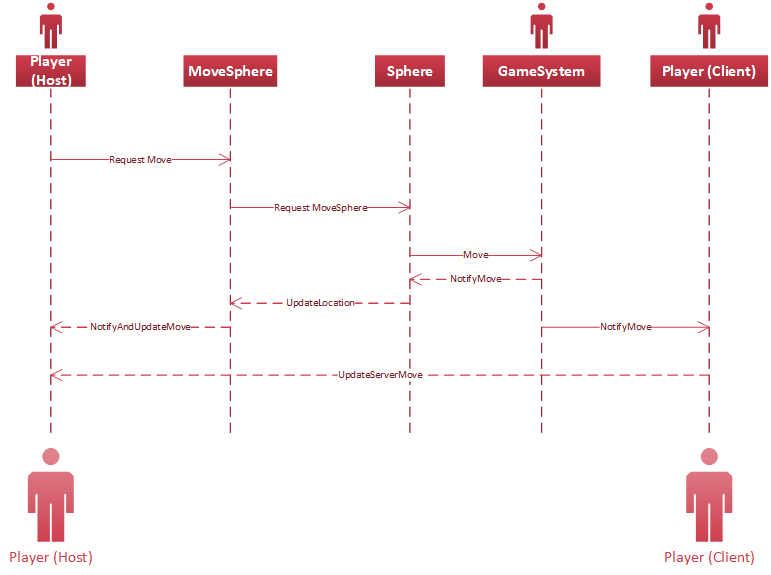 Player
(Host)
MoveSphere
Sphere
GameSystem
Player (Client)
Request Move
Request MoveSphere
Move
NotifyMove
UpdateLocation
NotifyAndUpdateMove
NotifyMove
UpdateServerMove
Player (Host)
Player (Client)